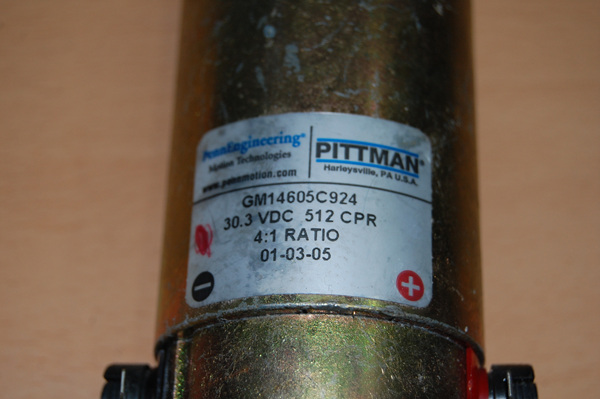 PennEngineering®
Motion Technologies
www.pennmotion.com
PITTMAN®
Harleysville, PA U.S.A.
GM14605C924
30.3 VDC 512 CPR
4:1 RATIO
01-03-05